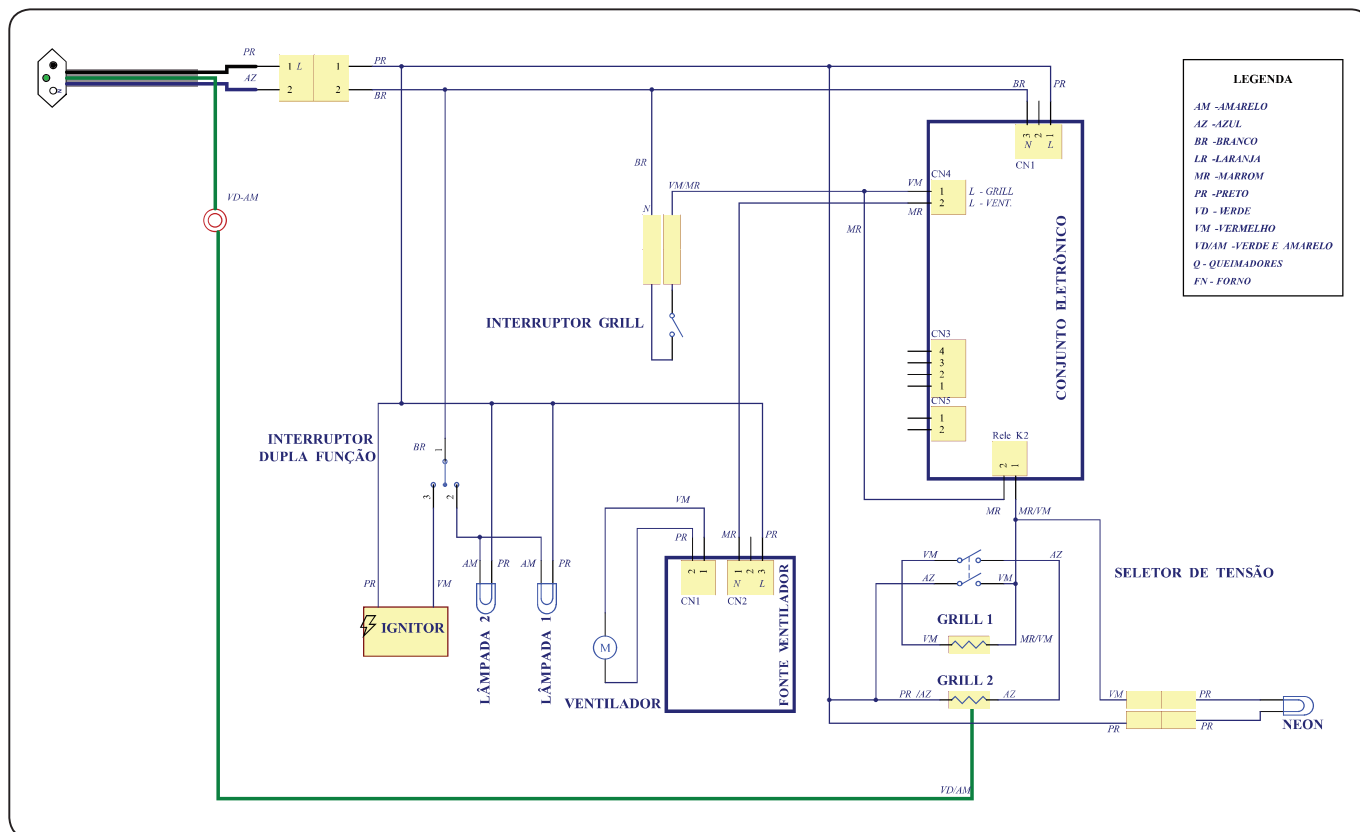 PR
1 L
1
PR
AZ
2
2
BR
N
VD-AM
BR
PR
3
2
1
N
L
CN1
LEGENDA
AM -AMARELO
AZ -AZUL
BR -BRANCO
LR -LARANJA
MR -MARROM
PR -PRETO
VD - VERDE
VM -VERMELHO
VD/AM -VERDE E AMARELO
Q - QUEIMADORES
FN - FORNO
BR
VM/MR
N
MR
VM
CN4
1
L - GRILL
2
L - VENT.
MR
INTERRUPTOR GRILL
CONJUNTO ELETRÔNICO
CN3
4
3
2
1
CN5
1
2
Rele K2
2
1
MR
MR/VM
INTERRUPTOR
DUPLA FUNÇÃO
BR
1
3
2
PR
VM
AM
PR
AM
PR
IGNITOR
LÂMPADA 2
LÂMPADA 1
VM
PR
MR
PR
2
1
1
2
3
N
L
CN1
CN2
M
VENTILADOR
FONTE VENTILADOR
VM
AZ
AZ
VM
SELETOR DE TENSÃO
GRILL 1
VM
MR/VM
GRILL 2
PR /AZ
AZ
VM
PR
PR
PR
NEON
VD/AM